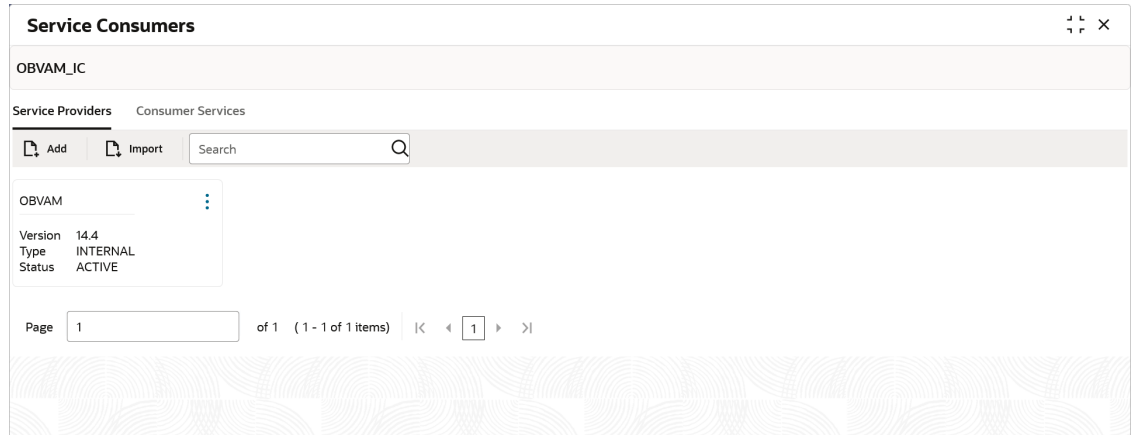 Service Consumers
OBVAM_IC
Service Providers Consumer Services
Add Import Search
OBVAM
Version 14.4
Type INTERNAL
Status ACTIVE
Page 1 of 1 ( 1 - 1 of 1 items) 1